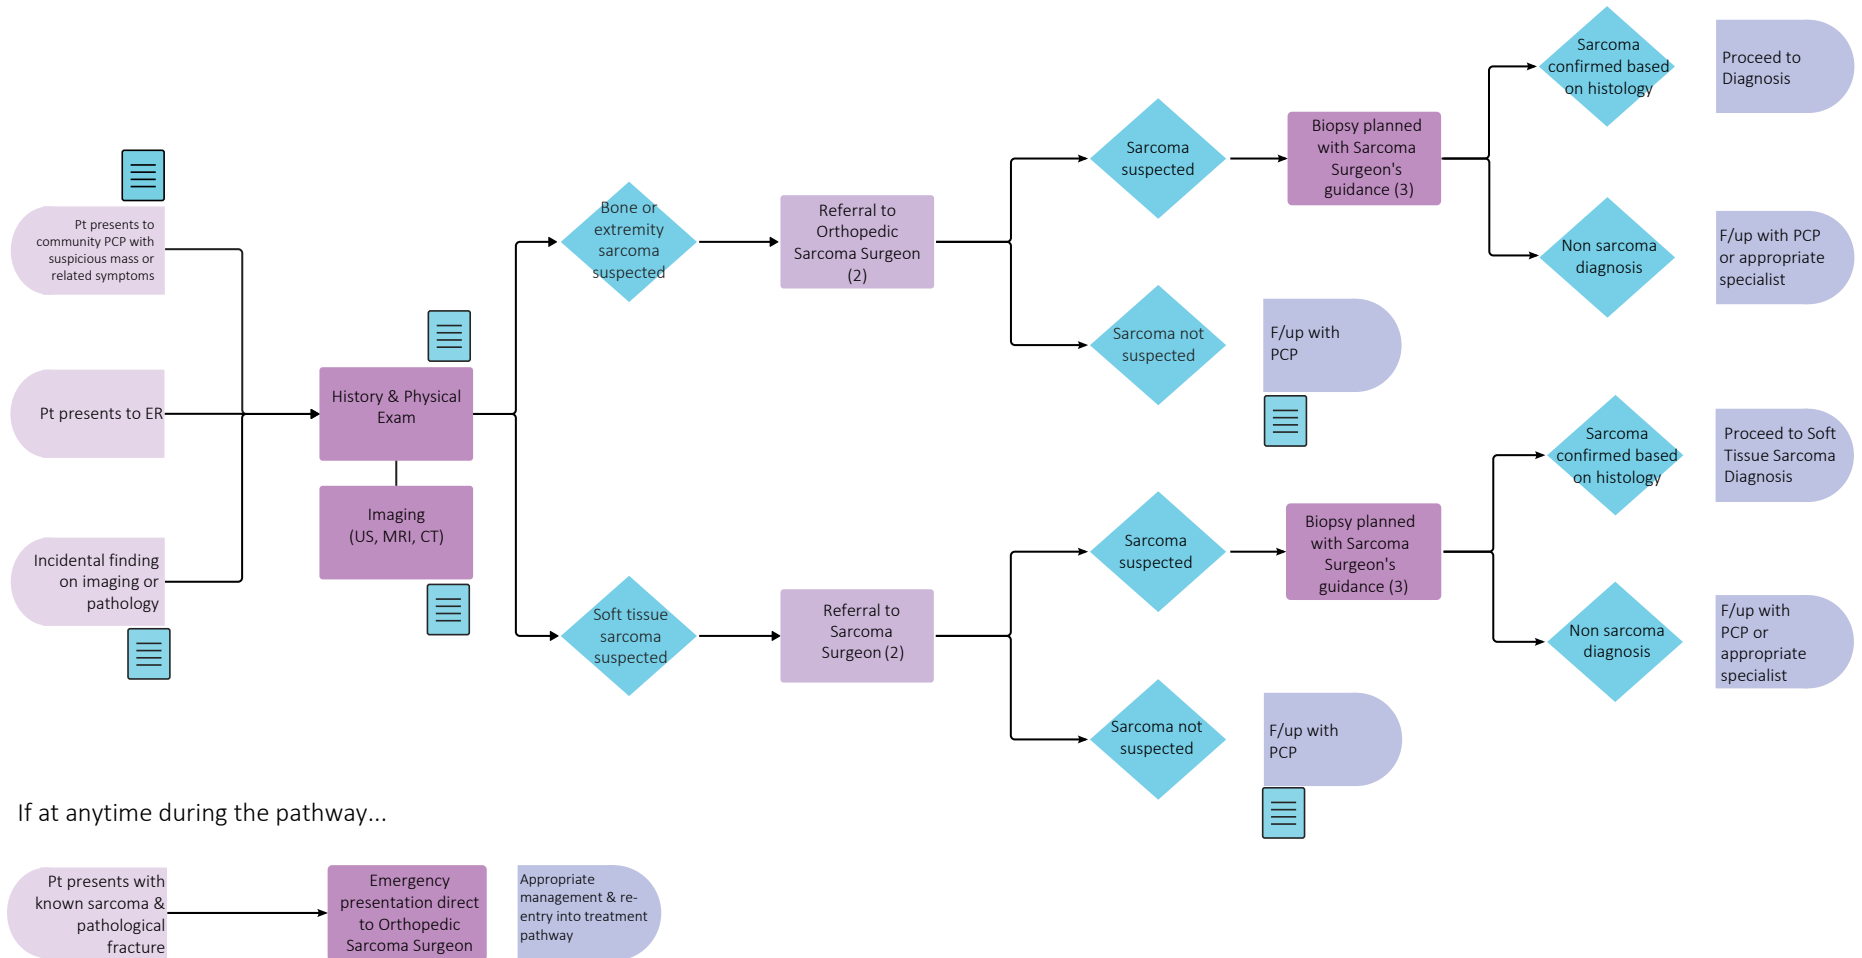 Pt presents to
community PCP with
suspicious mass or
related symptoms
Pt presents to ER
Incidental finding
on imaging or
pathology
History & Physical
Exam
Imaging
(US, MRI, CT)
Bone or
extremity
sarcoma
suspected
Referral to
Orthopedic
Sarcoma Surgeon
(2)
Sarcoma
suspected
Biopsy planned
with Sarcoma
Surgeon's
guidance (3)
Sarcoma
confirmed based
on histology
Proceed to
Diagnosis
Non sarcoma
diagnosis
F/up with PCP
or appropriate
specialist
Sarcoma not
suspected
F/up with
PCP
Soft tissue
sarcoma
suspected
Referral to
Sarcoma
Surgeon (2)
Sarcoma
suspected
Biopsy planned
with Sarcoma
Surgeon's
guidance (3)
Sarcoma
confirmed based
on histology
Proceed to Soft
Tissue Sarcoma
Diagnosis
Non sarcoma
diagnosis
F/up with
PCP or
appropriate
specialist
Sarcoma not
suspected
F/up with
PCP
If at anytime during the pathway...
Pt presents with
known sarcoma &
pathological
fracture
Emergency
presentation direct
to Orthopedic
Sarcoma Surgeon
Appropriate
management & re-
entry into treatment
pathway